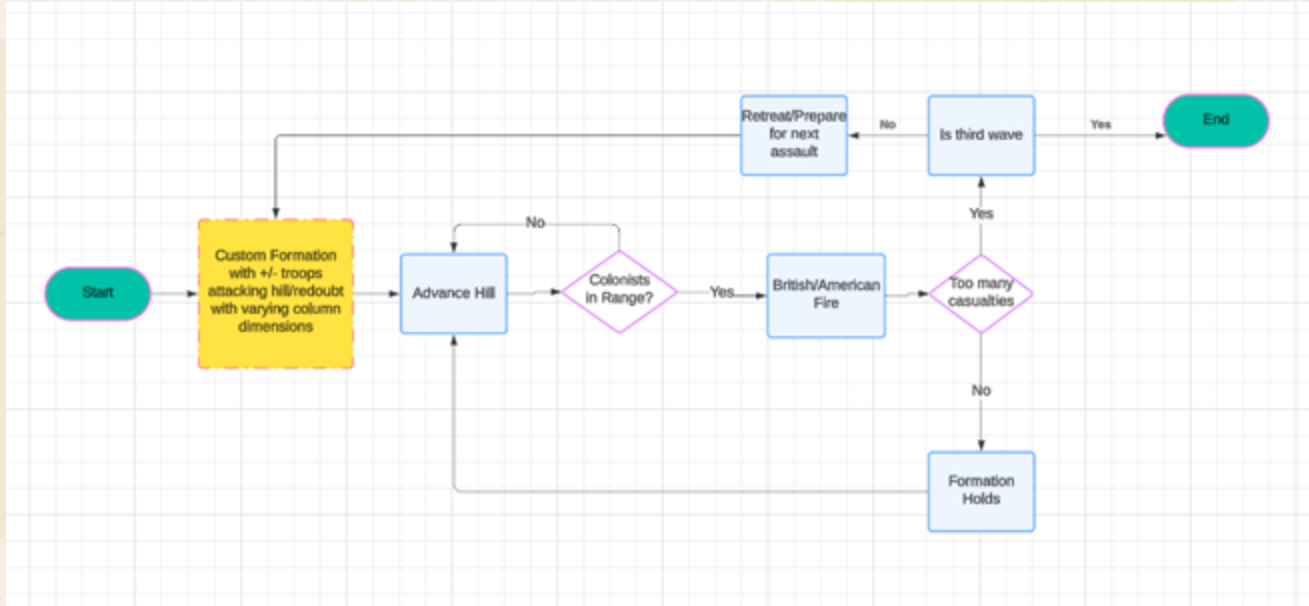 Retreat/Prepare
for next
assault
No
Is third wave
Yes
End
Yes
No
Start
Custom Formation
with +/- troops
attacking hill/redoubt
with varying column
dimensions
Advance Hill
Colonists
in Range?
Yes
British/American
Fire
Too many
casualties
No
Formation
Holds